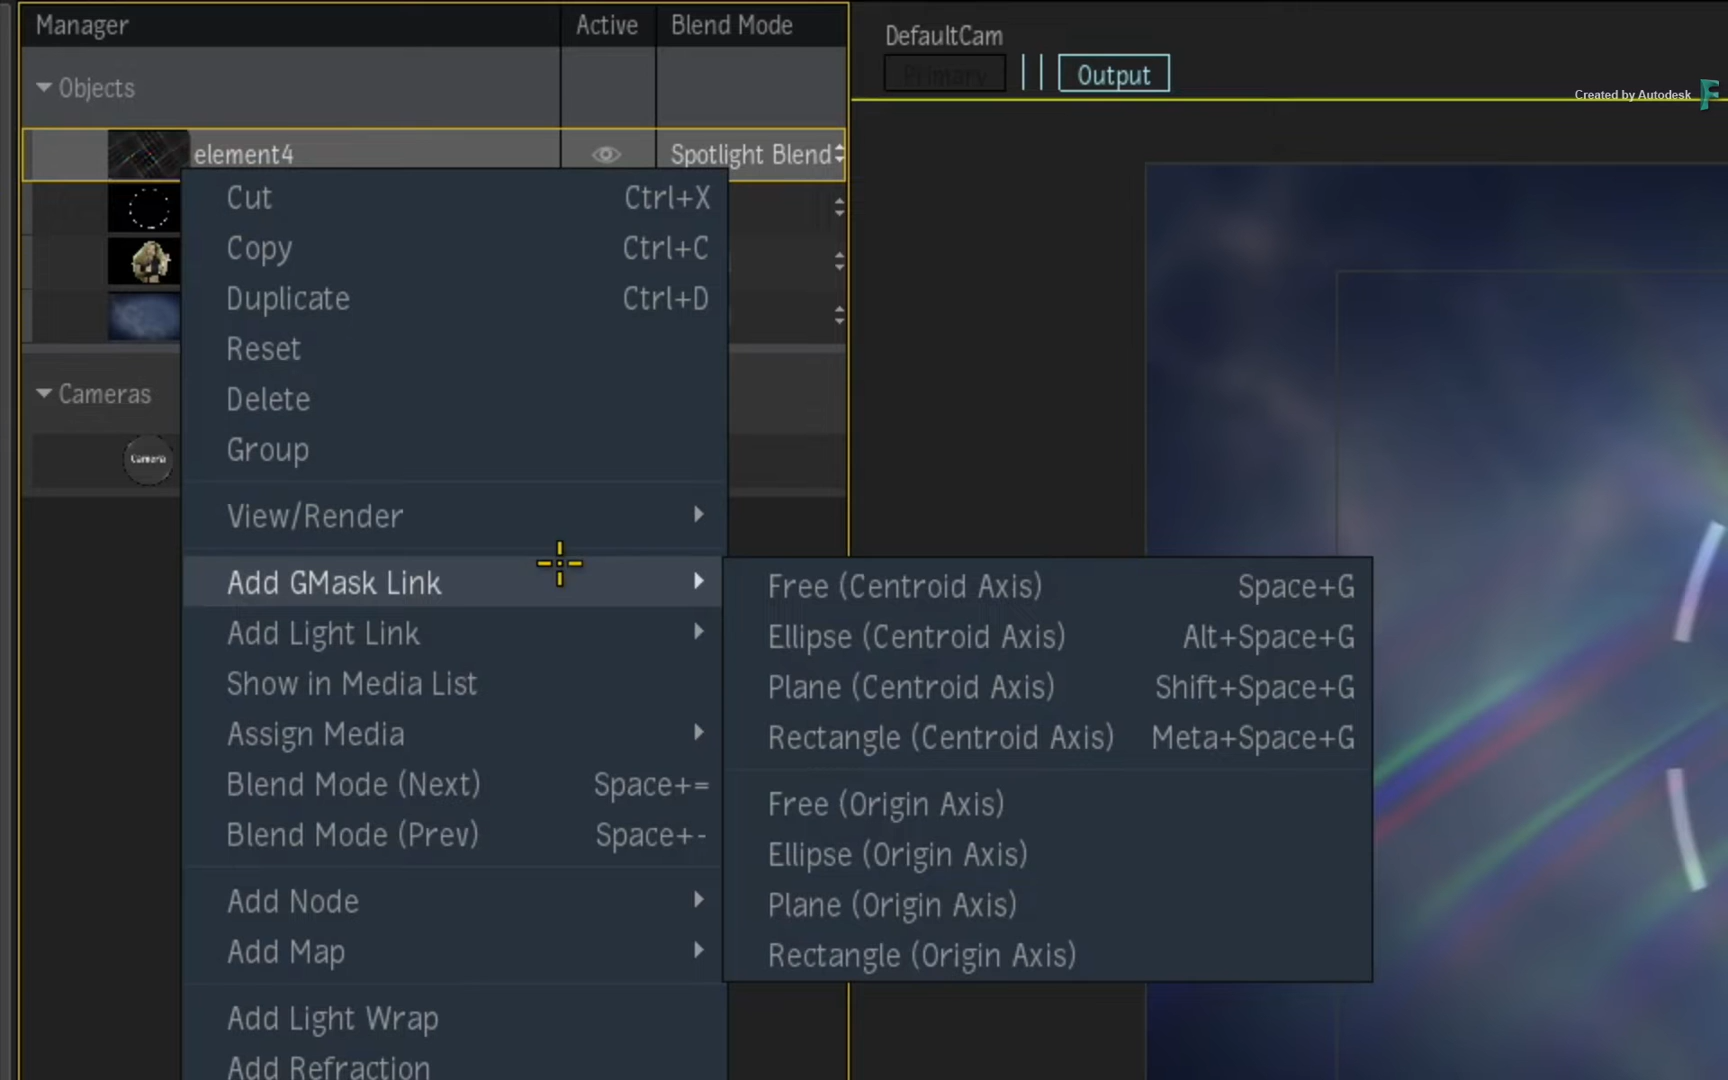 Manager Active Blend Mode
Objects
element4 Spotlight Blend
Cameras
Camera
Cut Ctrl+X
Copy Ctrl+C
Duplicate Ctrl+D
Reset
Delete
Group
View/Render
Add GMask Link
Add Light Link
Show in Media List
Assign Media
Blend Mode (Next) Space+=
Blend Mode (Prev) Space+-
Add Node
Add Map
Add Light Wrap
Add Refraction
Free (Centroid Axis) Space+G
Ellipse (Centroid Axis) Alt+Space+G
Plane (Centroid Axis) Shift+Space+G
Rectangle (Centroid Axis) Meta+Space+G
Free (Origin Axis)
Ellipse (Origin Axis)
Plane (Origin Axis)
Rectangle (Origin Axis)
DefaultCam
Primary Output
Created by Autodesk